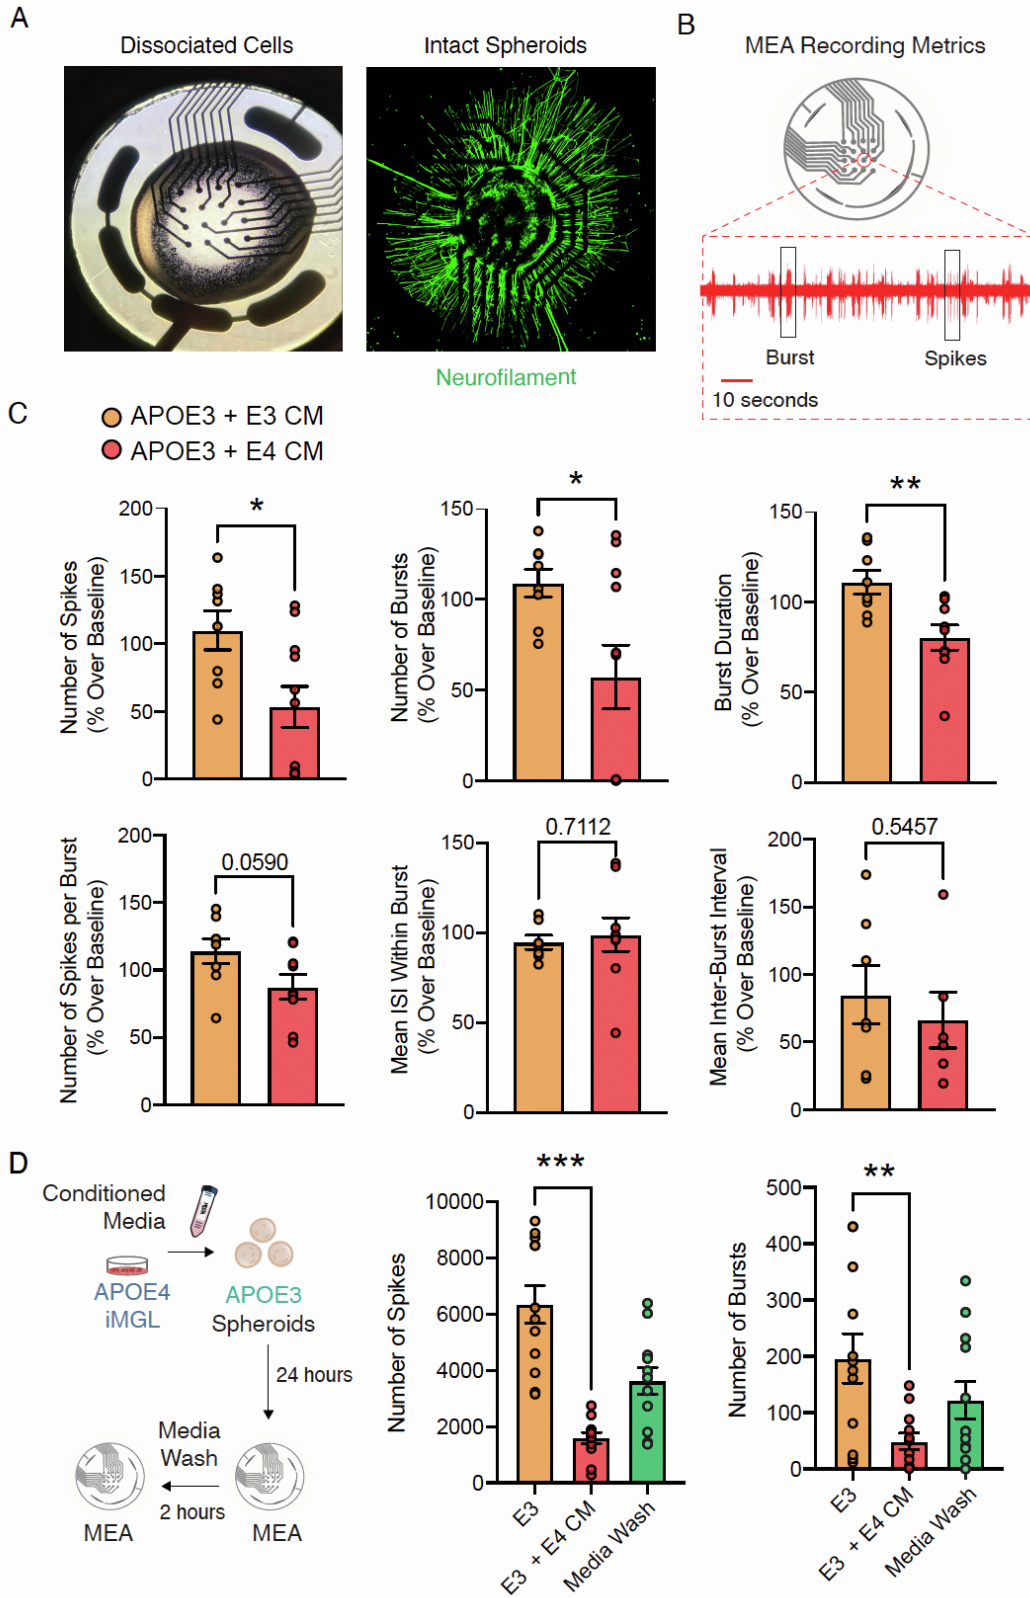 A
Dissociated Cells
Intact Spheroids
Neurofilament
B
MEA Recording Metrics
Burst
Spikes
10 seconds
C
APOE3 + E3 CM
APOE3 + E4 CM
Number of Spikes
(% Over Baseline)
200
150
100
50
0
*
Number of Bursts
(% Over Baseline)
150
100
50
0
*
Burst Duration
(% Over Baseline)
150
100
50
0
**
Number of Spikes per Burst
(% Over Baseline)
200
150
100
50
0
0.0590
Mean ISI Within Burst
(% Over Baseline)
150
100
50
0
0.7112
Mean Inter-Burst Interval
(% Over Baseline)
200
150
100
50
0
0.5457
D
Conditioned
Media
APOE4
iMGL
APOE3
Spheroids
24 hours
Media
Wash
2 hours
MEA
MEA
Number of Spikes
10000
8000
6000
4000
2000
0
***
E3
E3 + E4 CM
Media Wash
Number of Bursts
500
400
300
200
100
0
**
E3
E3 + E4 CM
Media Wash